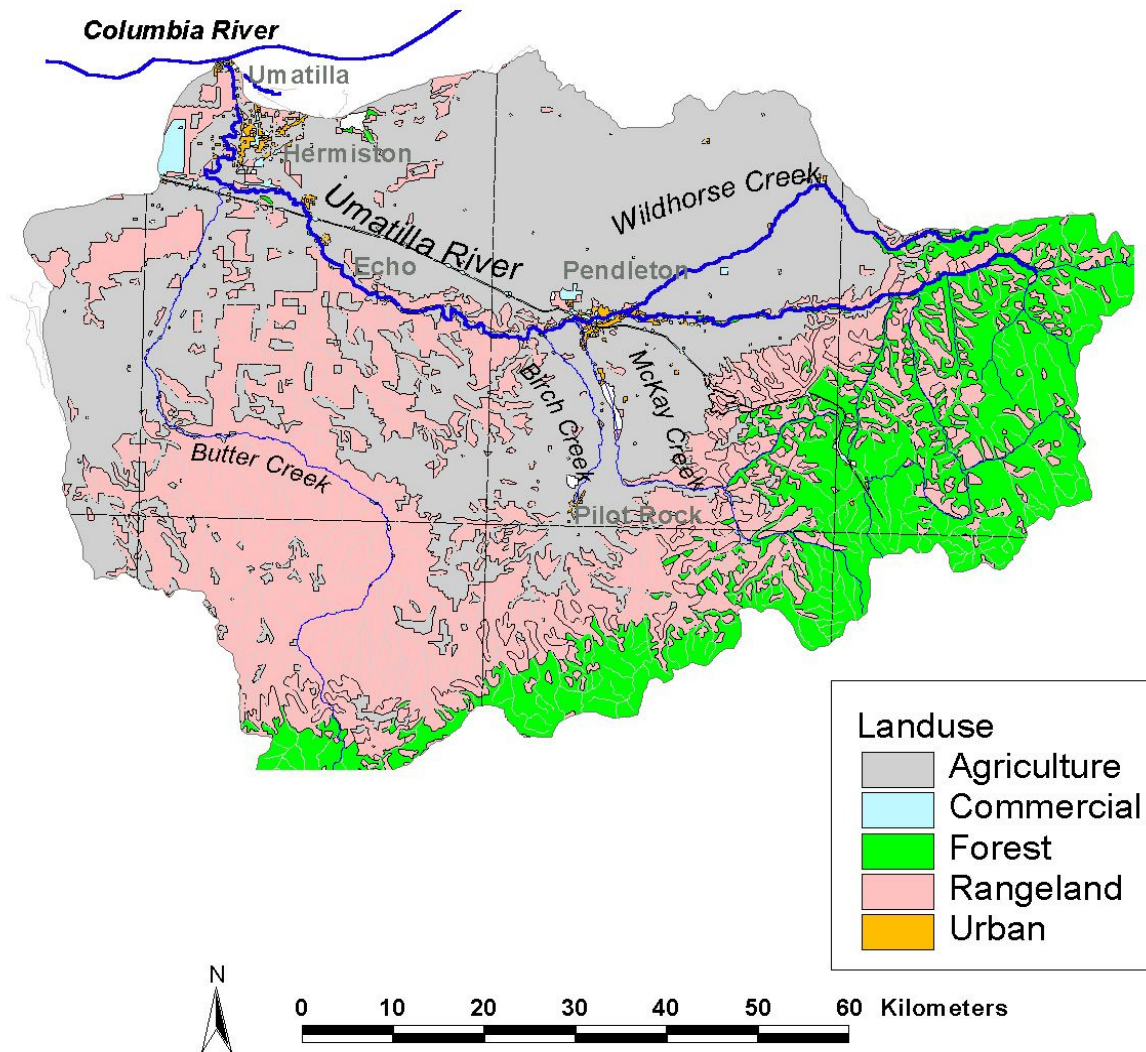 Columbia River
Umatilla
Hermiston
Wildhorse Creek
Umatilla River
Echo
Pendleton
Birch Creek
McKay Creek
Butter Creek
Pilot Rock
Landuse
Agriculture
Commercial
Forest
Rangeland
Urban
N
0 10 20 30 40 50 60 Kilometers